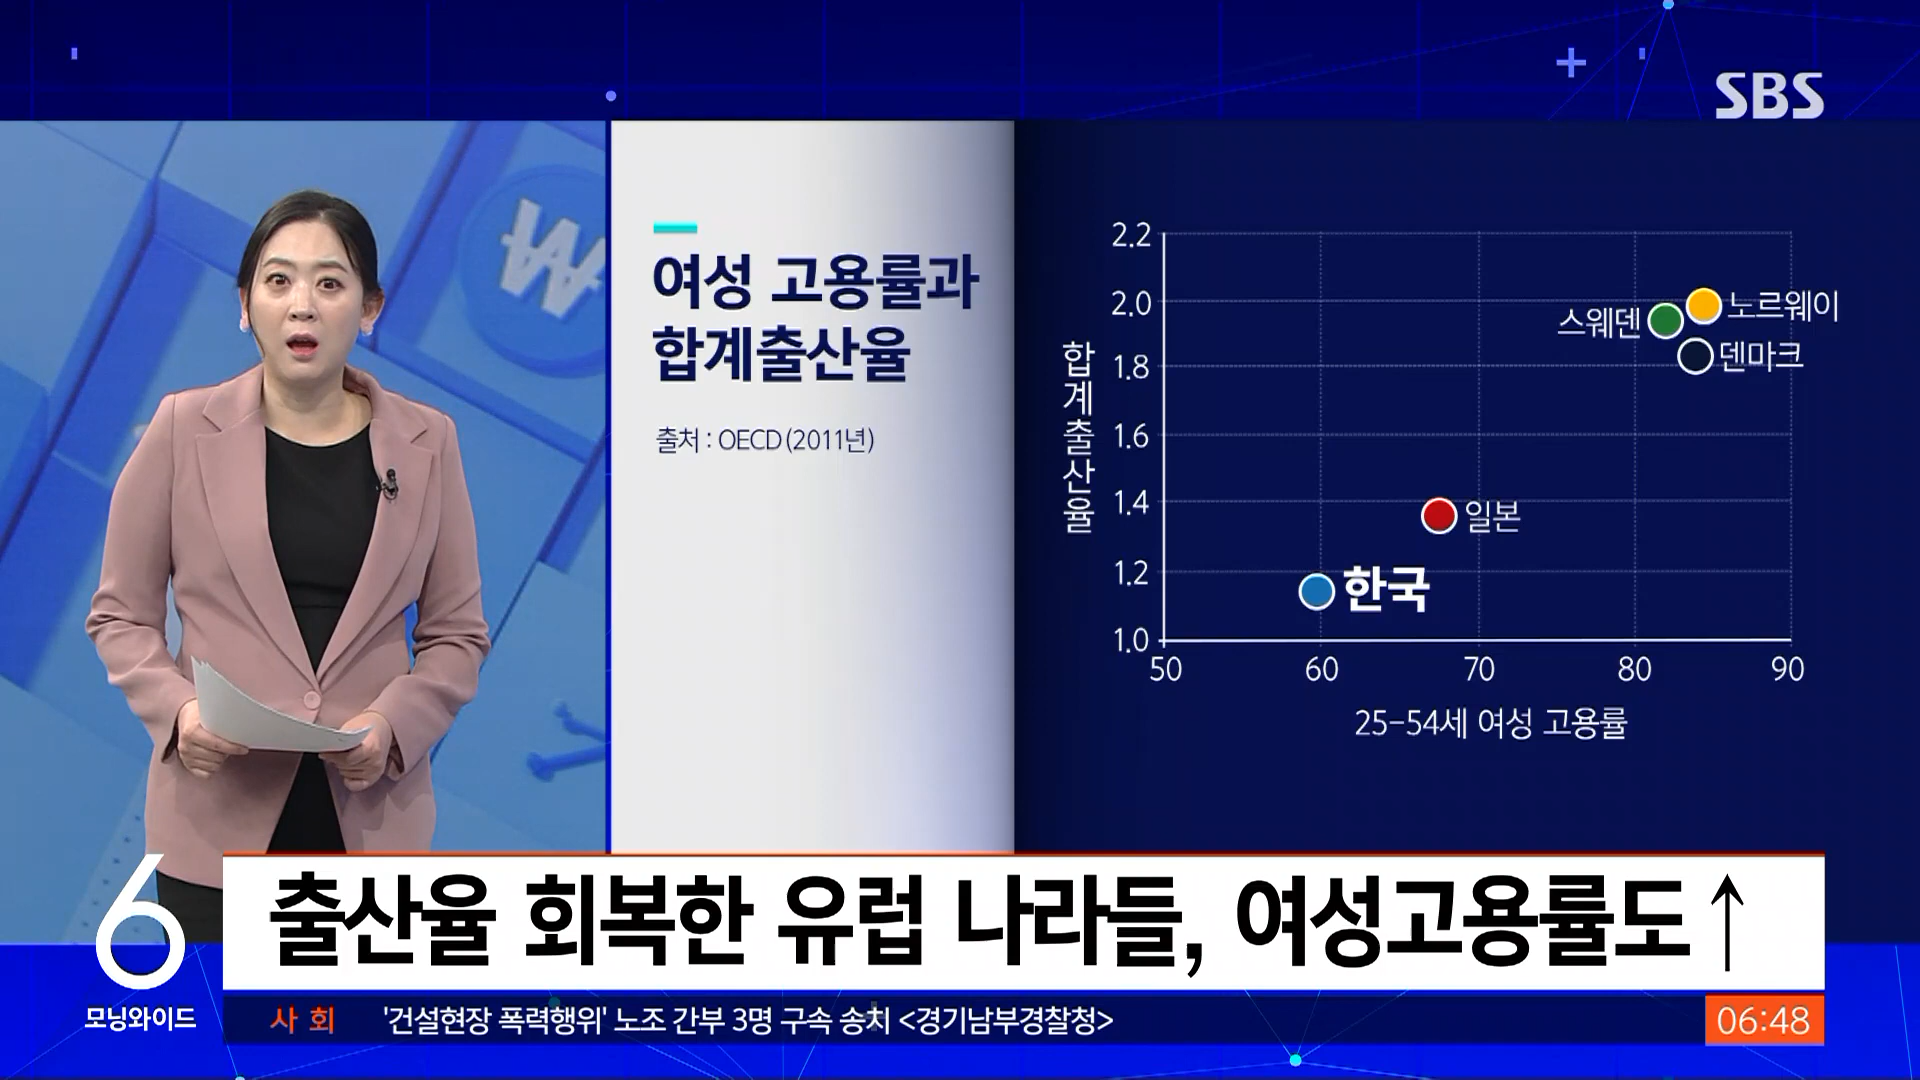 SBS
여성 고용률과
합계출산율
출처 : OECD (2011년)
합계출산율
2.2
2.0
1.8
1.6
1.4
1.2
1.0
50 60 70 80 90
25-54세 여성 고용률
스웨덴
노르웨이
덴마크
일본
한국
6
모닝와이드
출산율 회복한 유럽 나라들, 여성고용률도↑
사 회 '건설현장 폭력행위' 노조 간부 3명 구속 송치 <경기남부경찰청>
06:48